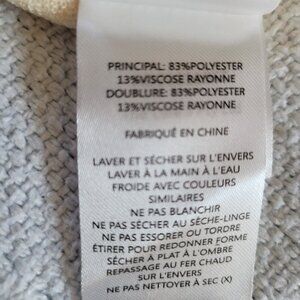 PRINCIPAL: 83%POLYESTER
13%VISCOSE RAYONNE
DOUBLURE: 83%POLYESTER
13%VISCOSE RAYONNE
FABRIQUÉ EN CHINE
LAVER ET SÉCHER SUR L'ENVERS
LAVER À LA MAIN À L'EAU
FROIDE AVEC COULEURS
SIMILAIRES
NE PAS BLANCHIR
NE PAS SÉCHER AU SÈCHE-LINGE
NE PAS ESSORER OU TORDRE
ÉTIRER POUR REDONNER FORME
SÉCHER À PLAT À L'OMBRE
REPASSAGE AU FER CHAUD
SUR L'ENVERS
NE PAS NETTOYER À SEC (X)